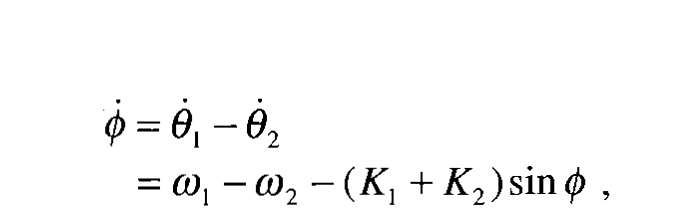 ϕ̇ = θ̇₁ − θ̇₂
= ω₁ − ω₂ − (K₁ + K₂) sin ϕ ,